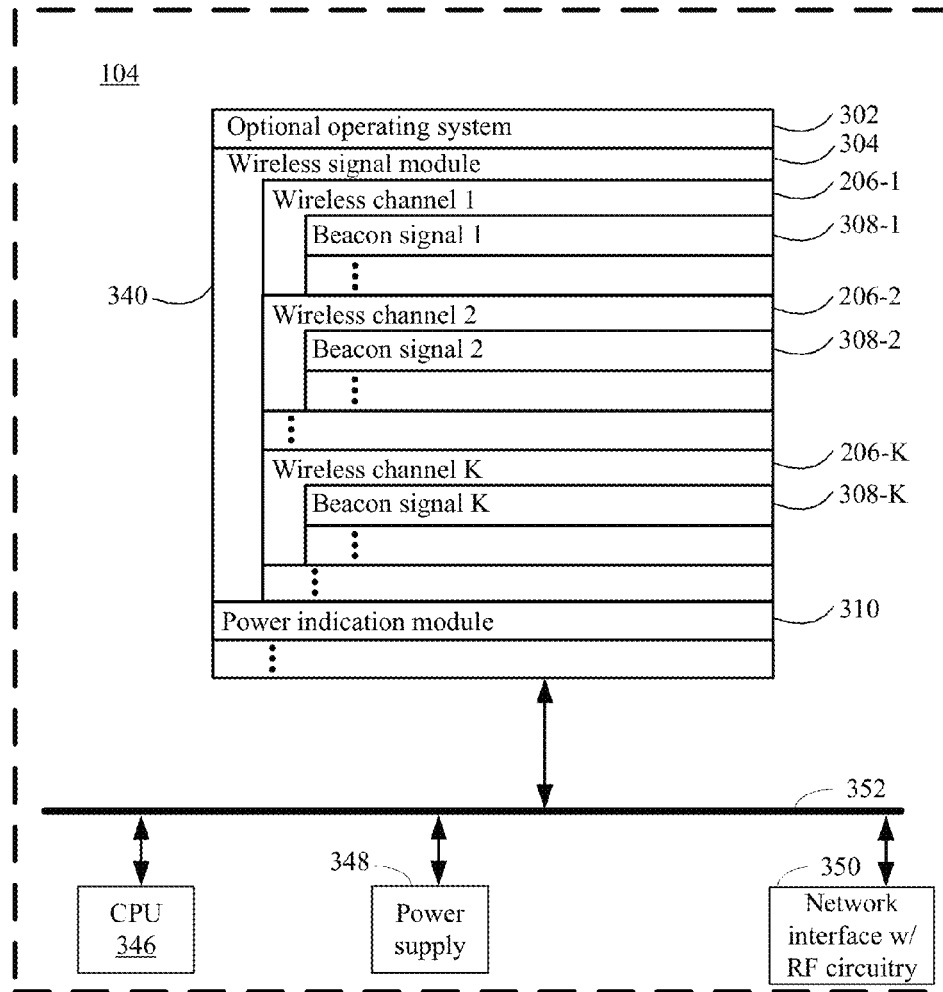 104
Optional operating system
302
Wireless signal module
304
Wireless channel 1
206-1
Beacon signal 1
308-1
340
Wireless channel 2
206-2
Beacon signal 2
308-2
Wireless channel K
206-K
Beacon signal K
308-K
Power indication module
310
352
348
350
CPU
346
Power
supply
Network
interface w/
RF circuitry